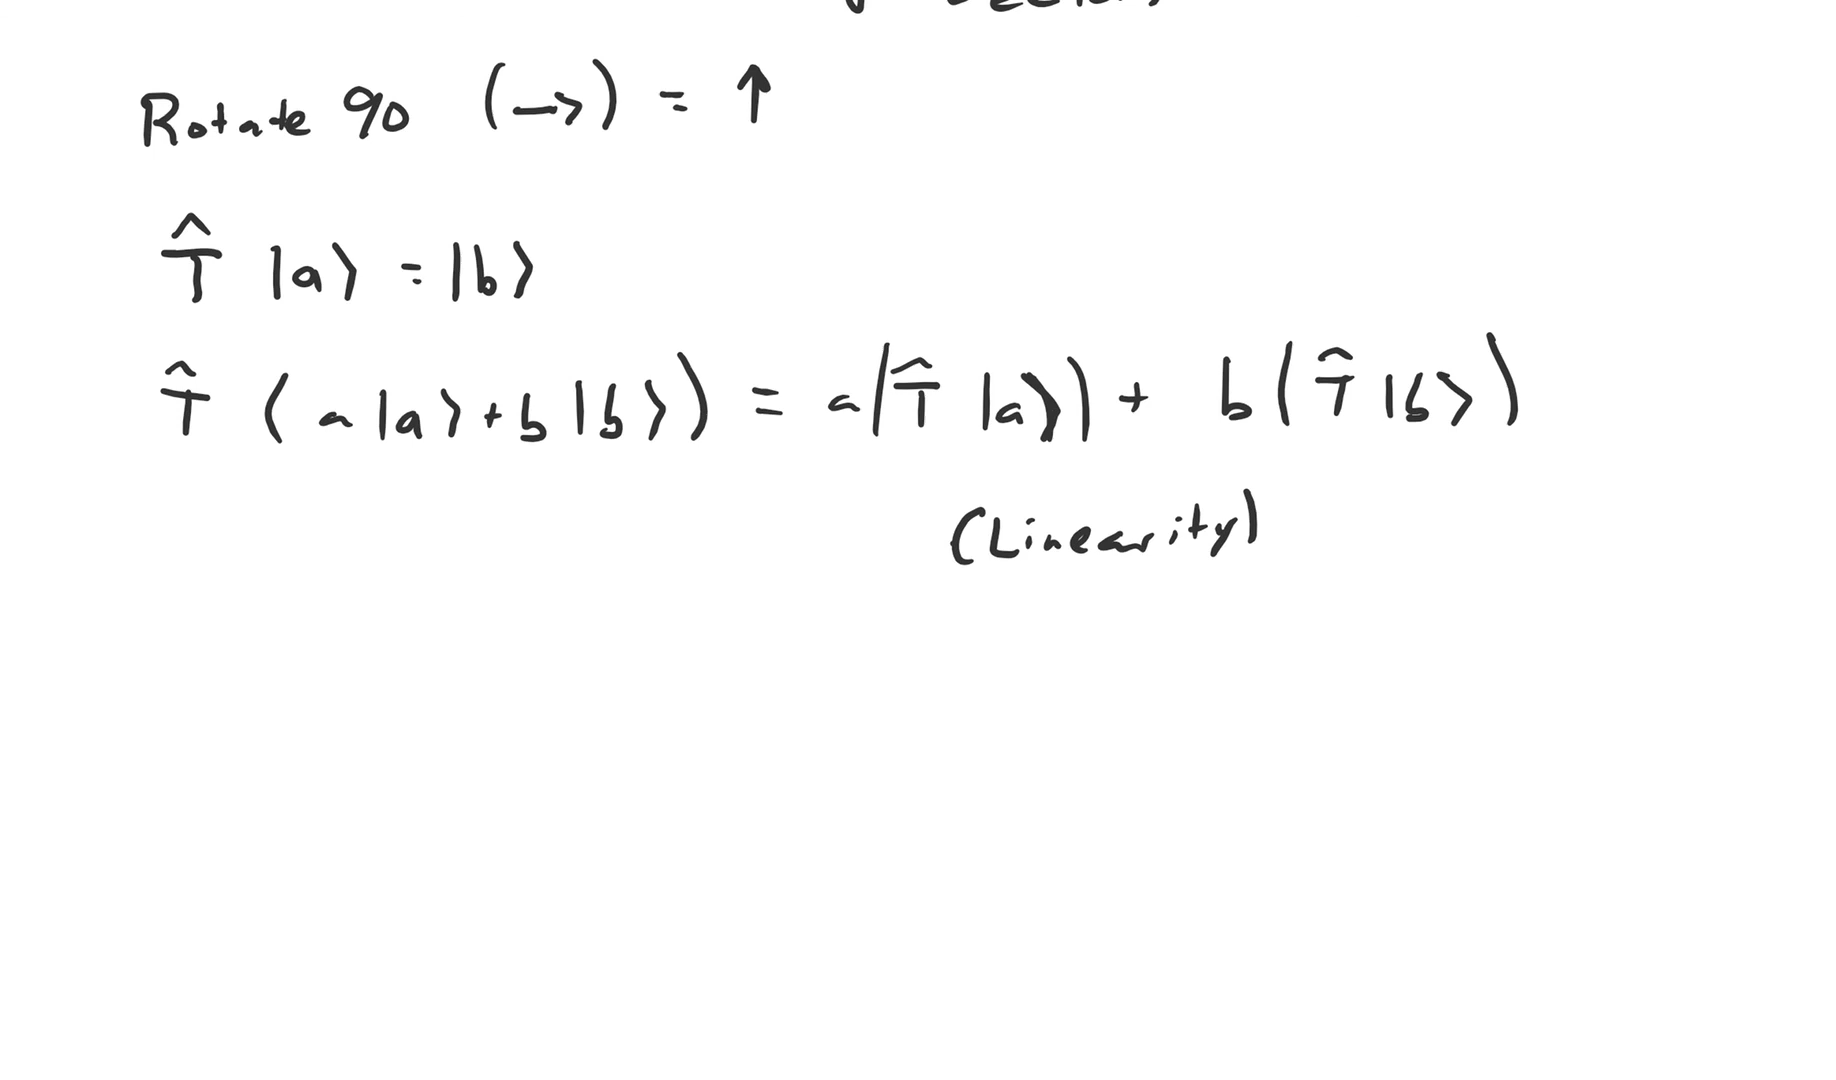 Rotate 90 (→) = ↑
T̂ |a⟩ = |b⟩
T̂ (a|a⟩+b|b⟩) = a(T̂ |a⟩) + b(T̂ |b⟩)
(Linearity)